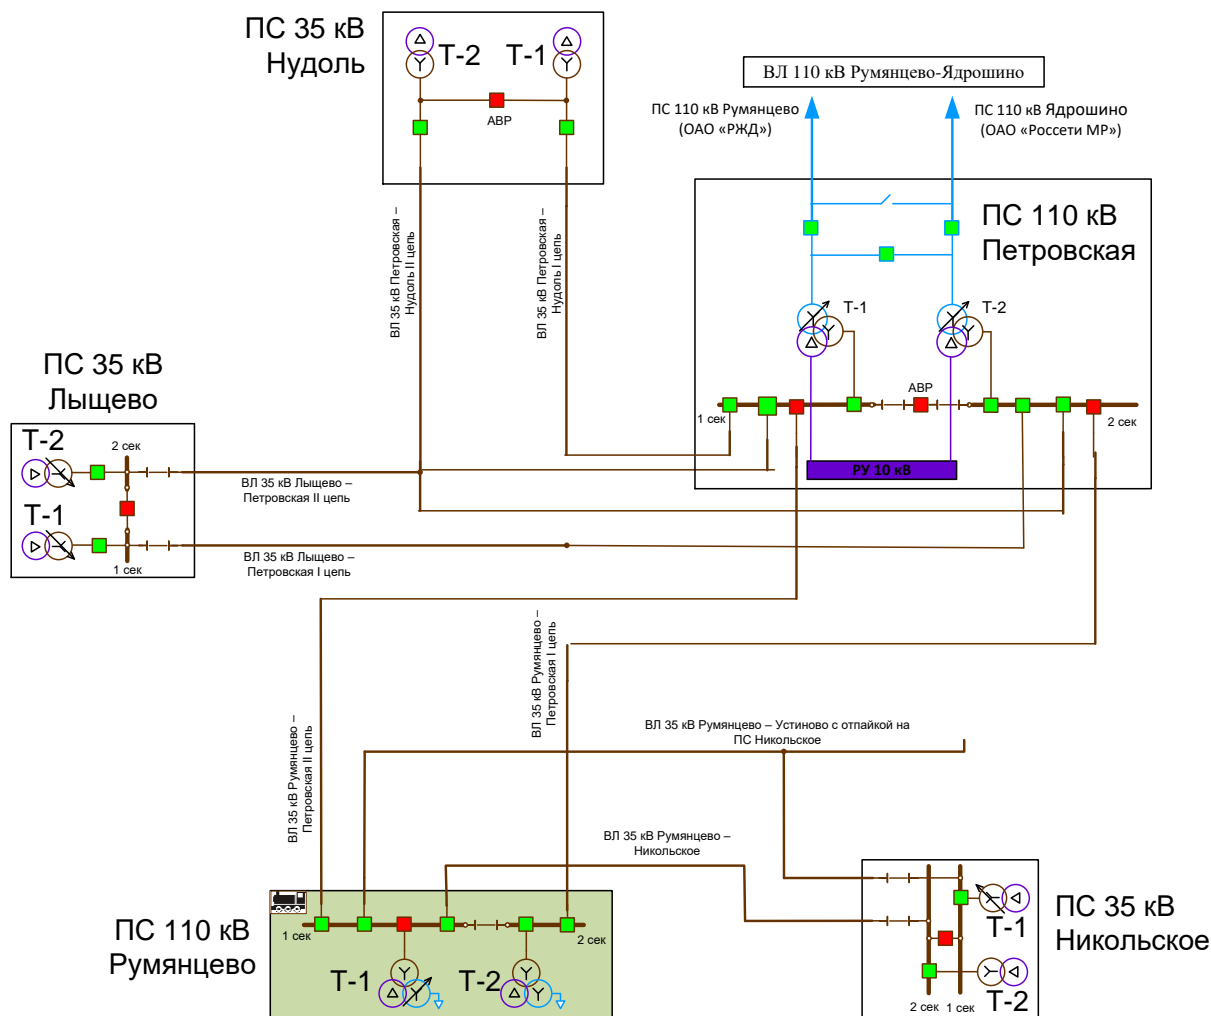 ПС 35 кВ
Нудоль
Т-2
Т-1
АВР
ВЛ 110 кВ Румянцево-Ядрошино
ПС 110 кВ Румянцево
(ОАО «РЖД»)
ПС 110 кВ Ядрошино
(ОАО «Россети МР»)
ПС 110 кВ
Петровская
Т-1
Т-2
АВР
1 сек
2 сек
РУ 10 кВ
ВЛ 35 кВ Петровская –
Нудоль II цепь
ВЛ 35 кВ Петровская –
Нудоль I цепь
ПС 35 кВ
Лыщево
Т-2
2 сек
Т-1
1 сек
ВЛ 35 кВ Лыщево –
Петровская II цепь
ВЛ 35 кВ Лыщево –
Петровская I цепь
ВЛ 35 кВ Румянцево –
Петровская II цепь
ВЛ 35 кВ Румянцево –
Петровская I цепь
ВЛ 35 кВ Румянцево – Устиново с отпайкой на
ПС Никольское
ВЛ 35 кВ Румянцево –
Никольское
ПС 110 кВ
Румянцево
1 сек
2 сек
Т-1
Т-2
ПС 35 кВ
Никольское
Т-1
Т-2
2 сек
1 сек